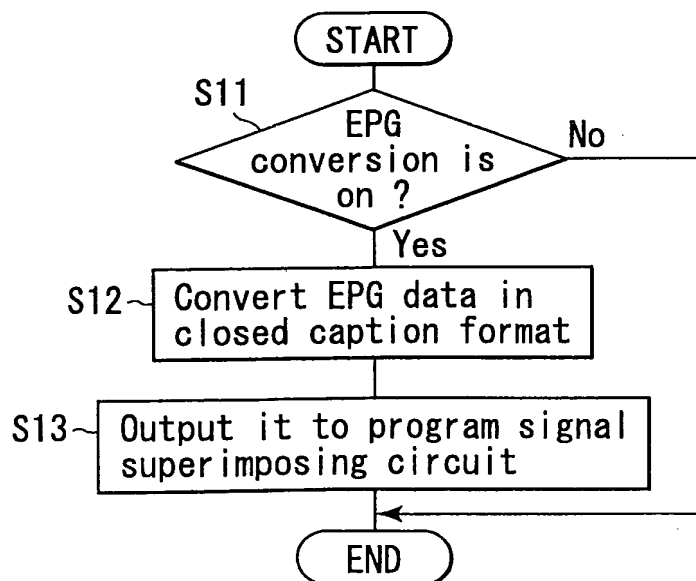 START
S11
EPG
conversion is
on ?
No
Yes
S12
Convert EPG data in
closed caption format
S13
Output it to program signal
superimposing circuit
END